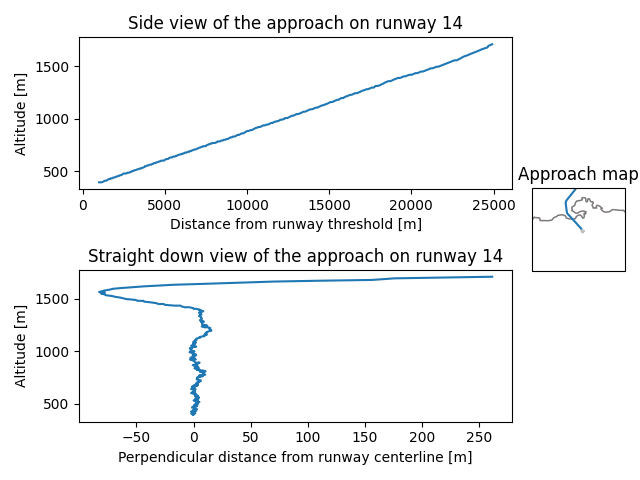 Side view of the approach on runway 14
Altitude [m]
1500
1000
500
0
5000
10000
15000
20000
25000
Distance from runway threshold [m]
Approach map
Straight down view of the approach on runway 14
Altitude [m]
1500
1000
500
−50
0
50
100
150
200
250
Perpendicular distance from runway centerline [m]